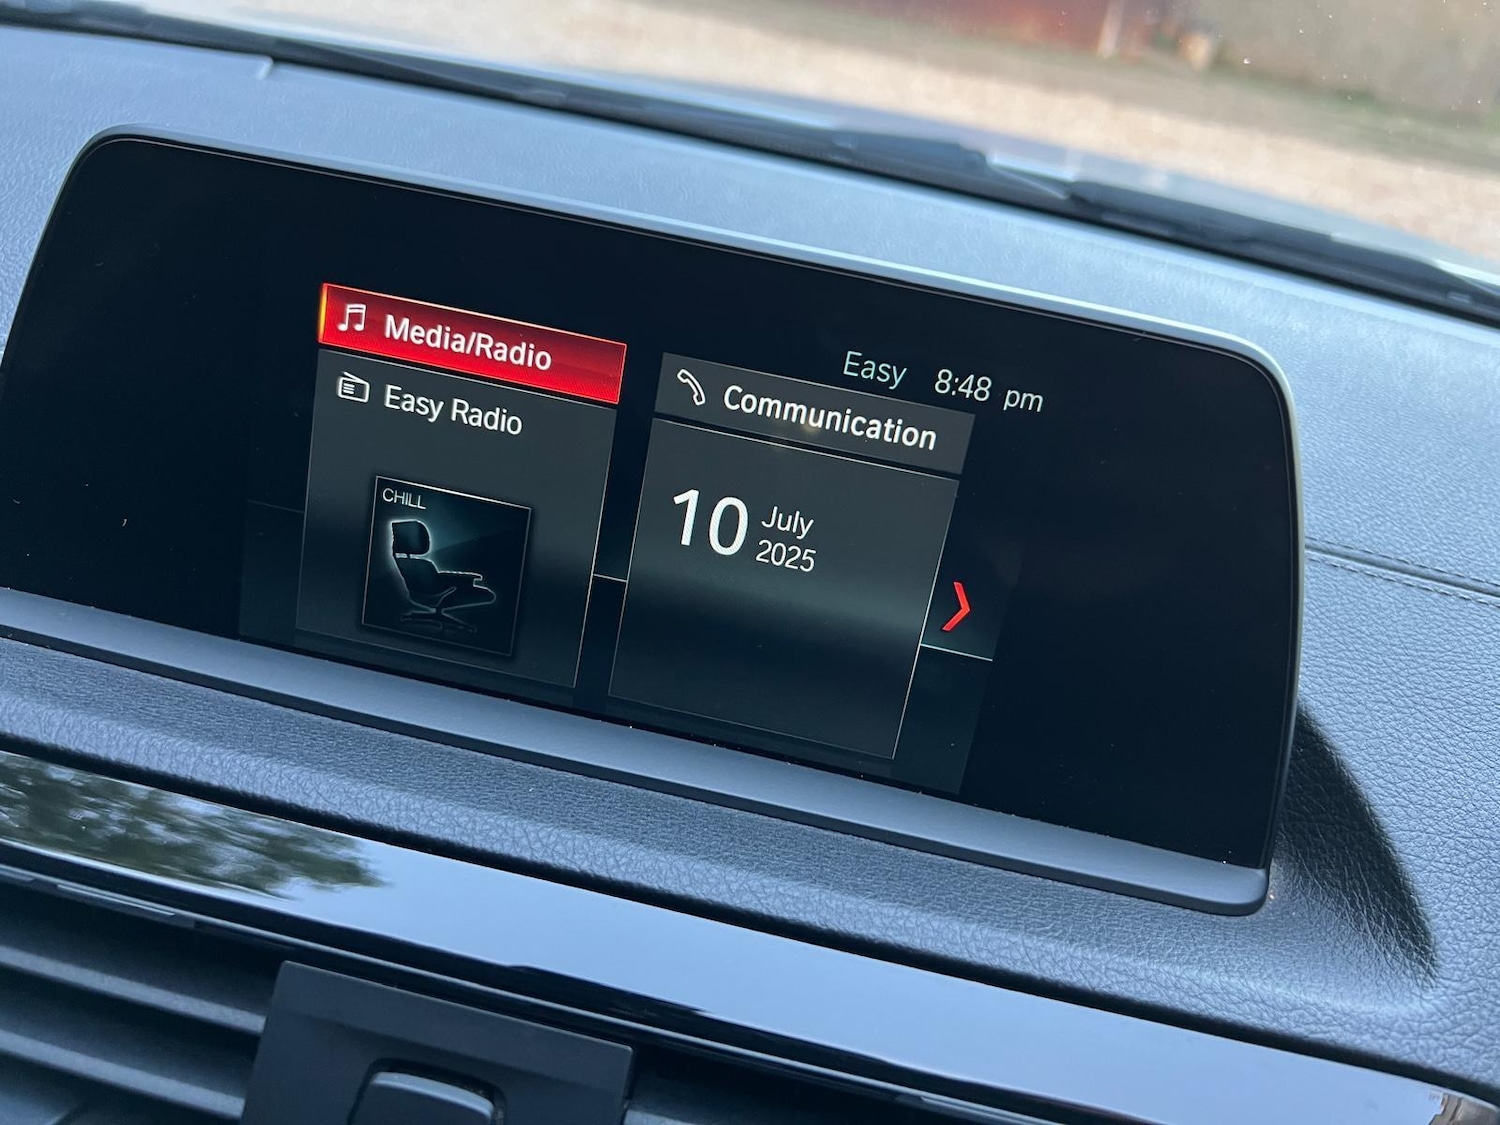 Easy 8:48 pm
Media/Radio
Easy Radio
CHILL
Communication
10 July
2025